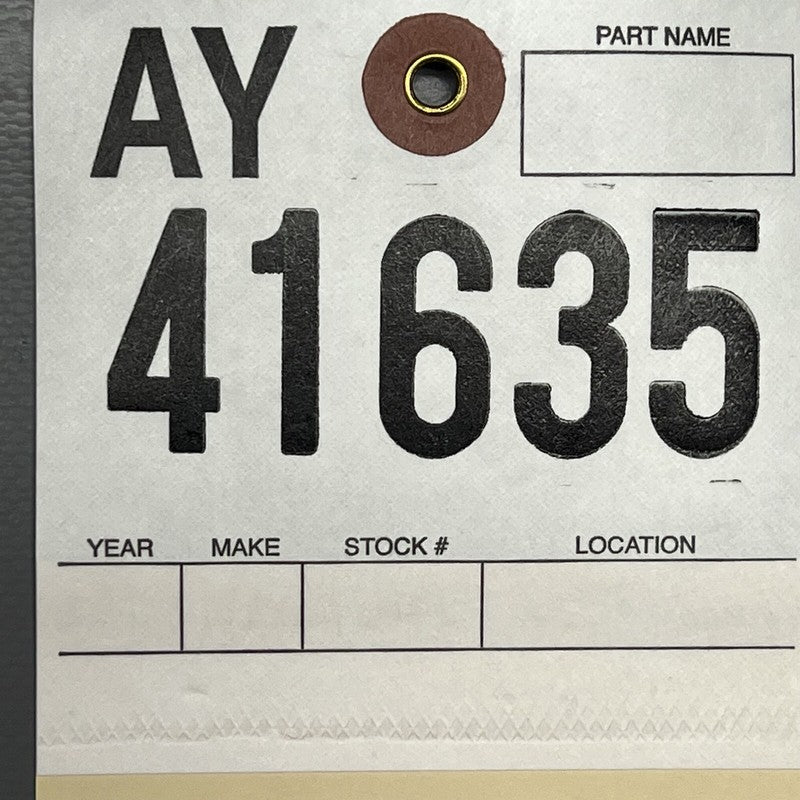 AY
PART NAME
41635
YEAR MAKE STOCK # LOCATION